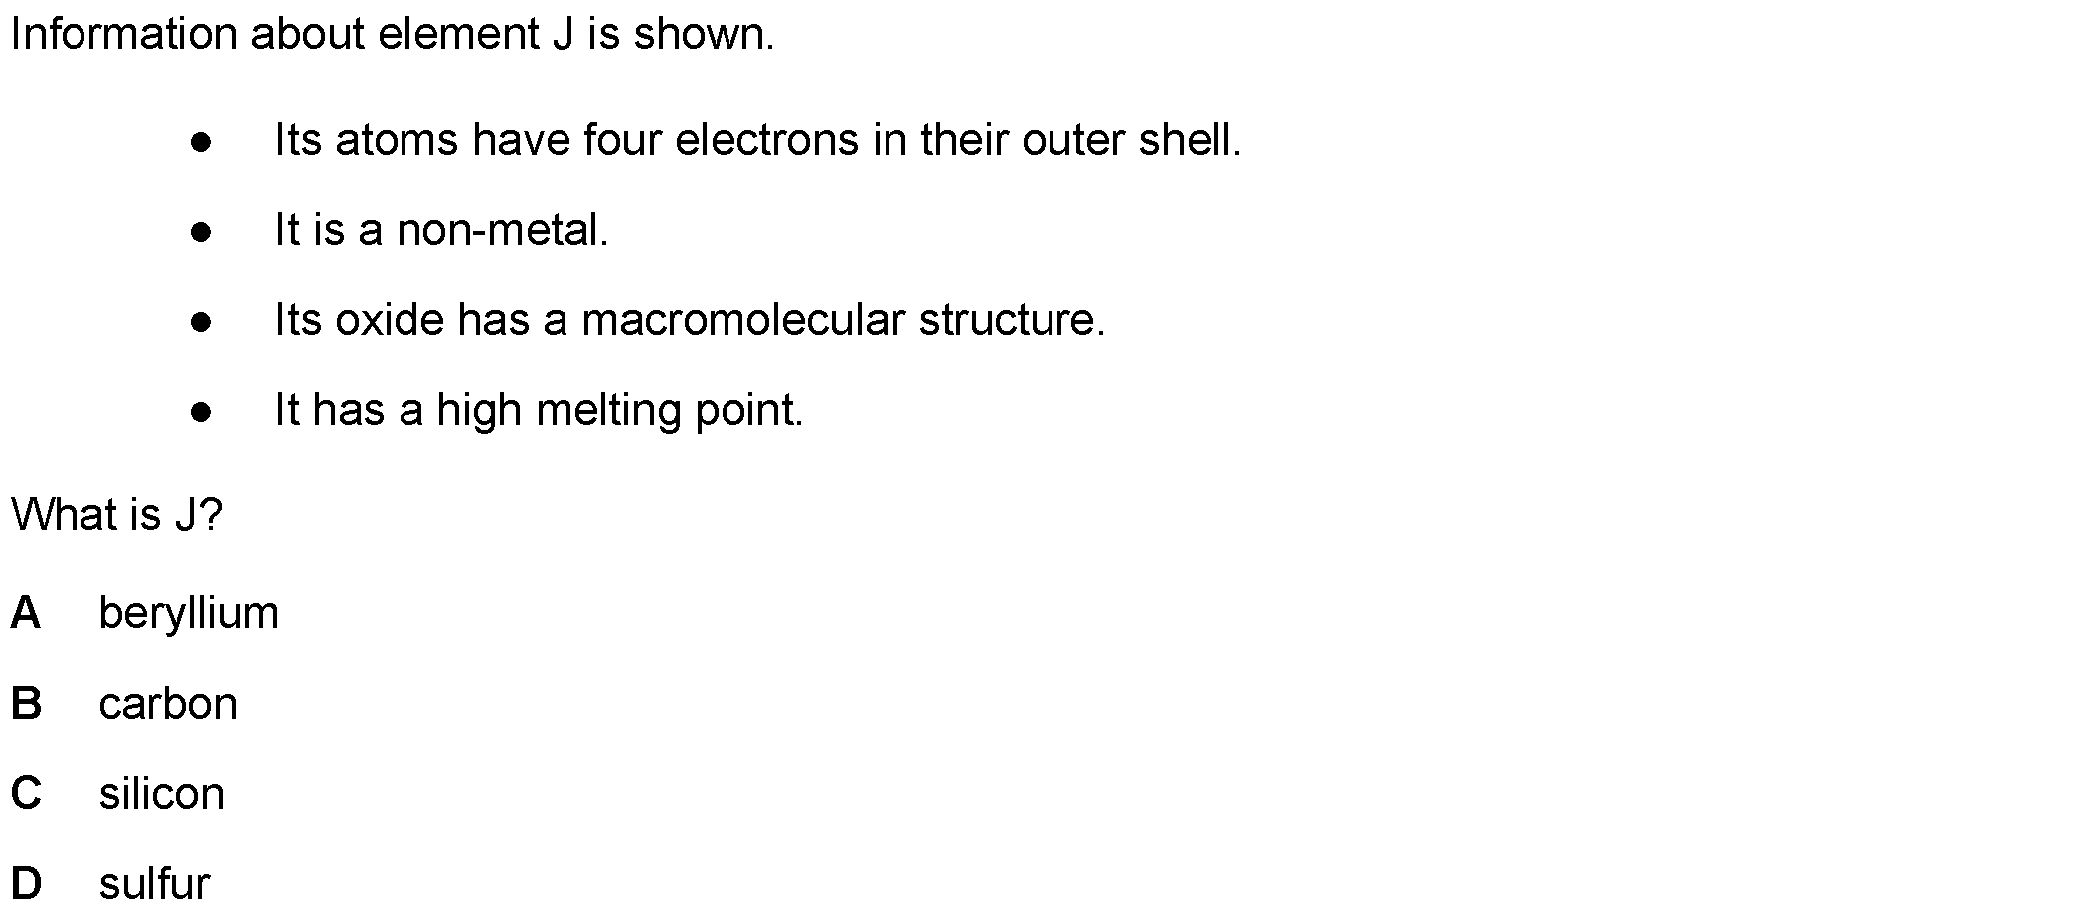 Information about element J is shown.
● Its atoms have four electrons in their outer shell.
● It is a non-metal.
● Its oxide has a macromolecular structure.
● It has a high melting point.
What is J?
A beryllium
B carbon
C silicon
D sulfur